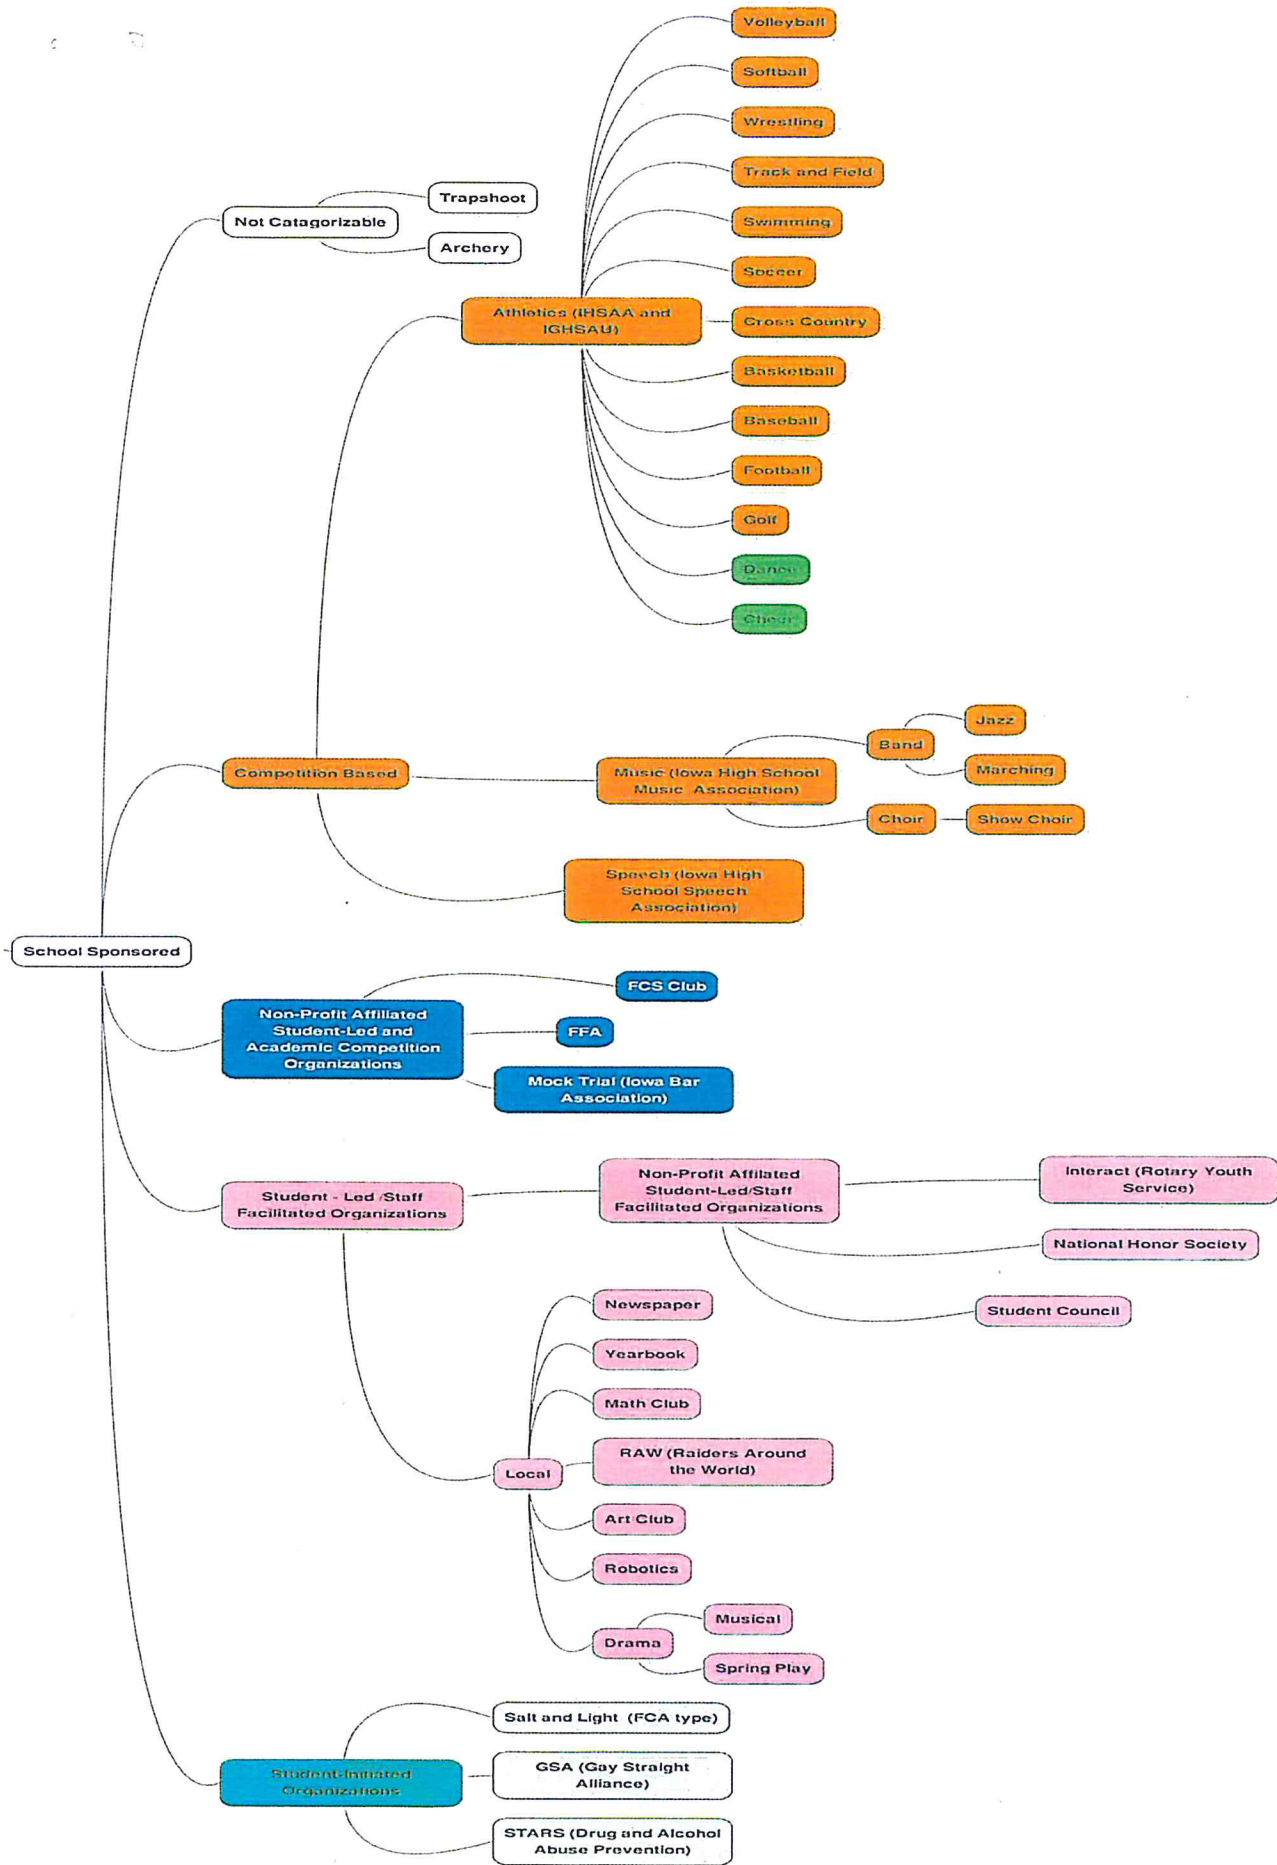 Volleyball
Softball
Wrestling
Track and Field
Swimming
Soccer
Cross Country
Basketball
Baseball
Football
Golf
Dance
Cheer
Athletics (IHSAA and
IGHSAU)
Not Catagorizable
Trapshoot
Archery
Competition Based
Music (Iowa High School
Music Association)
Band
Jazz
Marching
Choir
Show Choir
Speech (Iowa High
School Speech
Association)
School Sponsored
Non-Profit Affiliated
Student-Led and
Academic Competition
Organizations
FCS Club
FFA
Mock Trial (Iowa Bar
Association)
Student - Led /Staff
Facilitated Organizations
Non-Profit Affilated
Student-Led/Staff
Facilitated Organizations
Interact (Rotary Youth
Service)
National Honor Society
Student Council
Local
Newspaper
Yearbook
Math Club
RAW (Raiders Around
the World)
Art Club
Robotics
Drama
Musical
Spring Play
Student-Initiated
Organizations
Salt and Light (FCA type)
GSA (Gay Straight
Alliance)
STARS (Drug and Alcohol
Abuse Prevention)